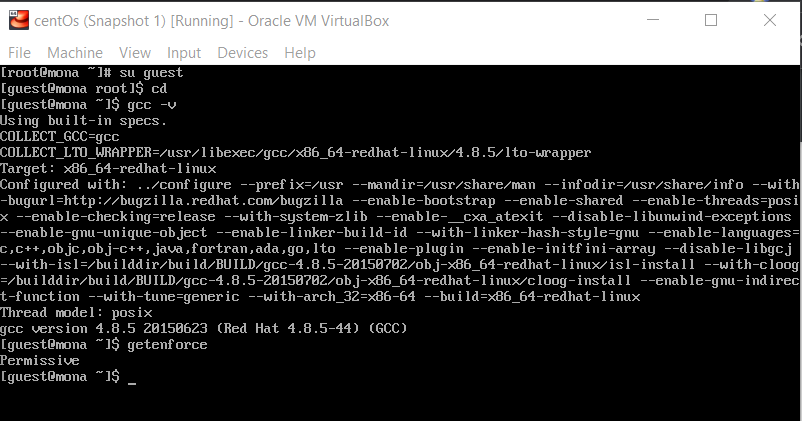 centOs (Snapshot 1) [Running] - Oracle VM VirtualBox
File Machine View Input Devices Help
[root@mona ~]# su guest
[guest@mona root]$ cd
[guest@mona ~]$ gcc -v
Using built-in specs.
COLLECT_GCC=gcc
COLLECT_LTO_WRAPPER=/usr/libexec/gcc/x86_64-redhat-linux/4.8.5/lto-wrapper
Target: x86_64-redhat-linux
Configured with: ../configure --prefix=/usr --mandir=/usr/share/man --infodir=/usr/share/info --with
-bugurl=http://bugzilla.redhat.com/bugzilla --enable-bootstrap --enable-shared --enable-threads=posi
x --enable-checking=release --with-system-zlib --enable-__cxa_atexit --disable-libunwind-exceptions
--enable-gnu-unique-object --enable-linker-build-id --with-linker-hash-style=gnu --enable-languages=
c,c++,objc,obj-c++,java,fortran,ada,go,lto --enable-plugin --enable-initfini-array --disable-libgcj
--with-isl=/builddir/build/BUILD/gcc-4.8.5-20150702/obj-x86_64-redhat-linux/isl-install --with-cloog
=/builddir/build/BUILD/gcc-4.8.5-20150702/obj-x86_64-redhat-linux/cloog-install --enable-gnu-indirec
t-function --with-tune=generic --with-arch_32=x86-64 --build=x86_64-redhat-linux
Thread model: posix
gcc version 4.8.5 20150623 (Red Hat 4.8.5-44) (GCC)
[guest@mona ~]$ getenforce
Permissive
[guest@mona ~]$ _